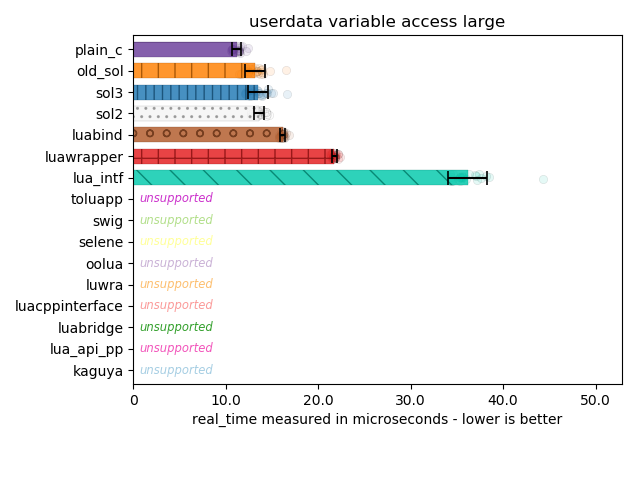 userdata variable access large
plain_c
old_sol
sol3
sol2
luabind
luawrapper
lua_intf
toluapp unsupported
swig unsupported
selene unsupported
oolua unsupported
luwra unsupported
luacppinterface unsupported
luabridge unsupported
lua_api_pp unsupported
kaguya unsupported
0 10.0 20.0 30.0 40.0 50.0
real_time measured in microseconds - lower is better